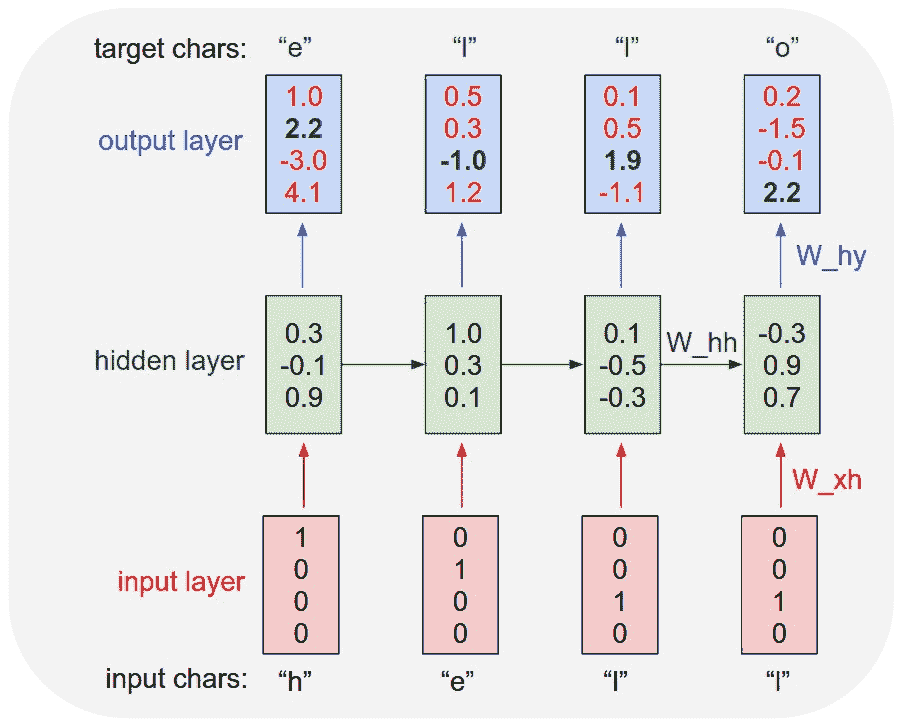 target chars: “e” “l” “l” “o”
output layer
1.0 0.5 0.1 0.2
2.2 0.3 0.5 -1.5
-3.0 -1.0 1.9 -0.1
4.1 1.2 -1.1 2.2
W_hy
hidden layer
0.3 1.0 0.1 -0.3
-0.1 0.3 -0.5 0.9
0.9 0.1 -0.3 0.7
W_hh
W_xh
input layer
1 0 0 0
0 1 0 0
0 0 1 1
0 0 0 0
input chars: “h” “e” “l” “l”